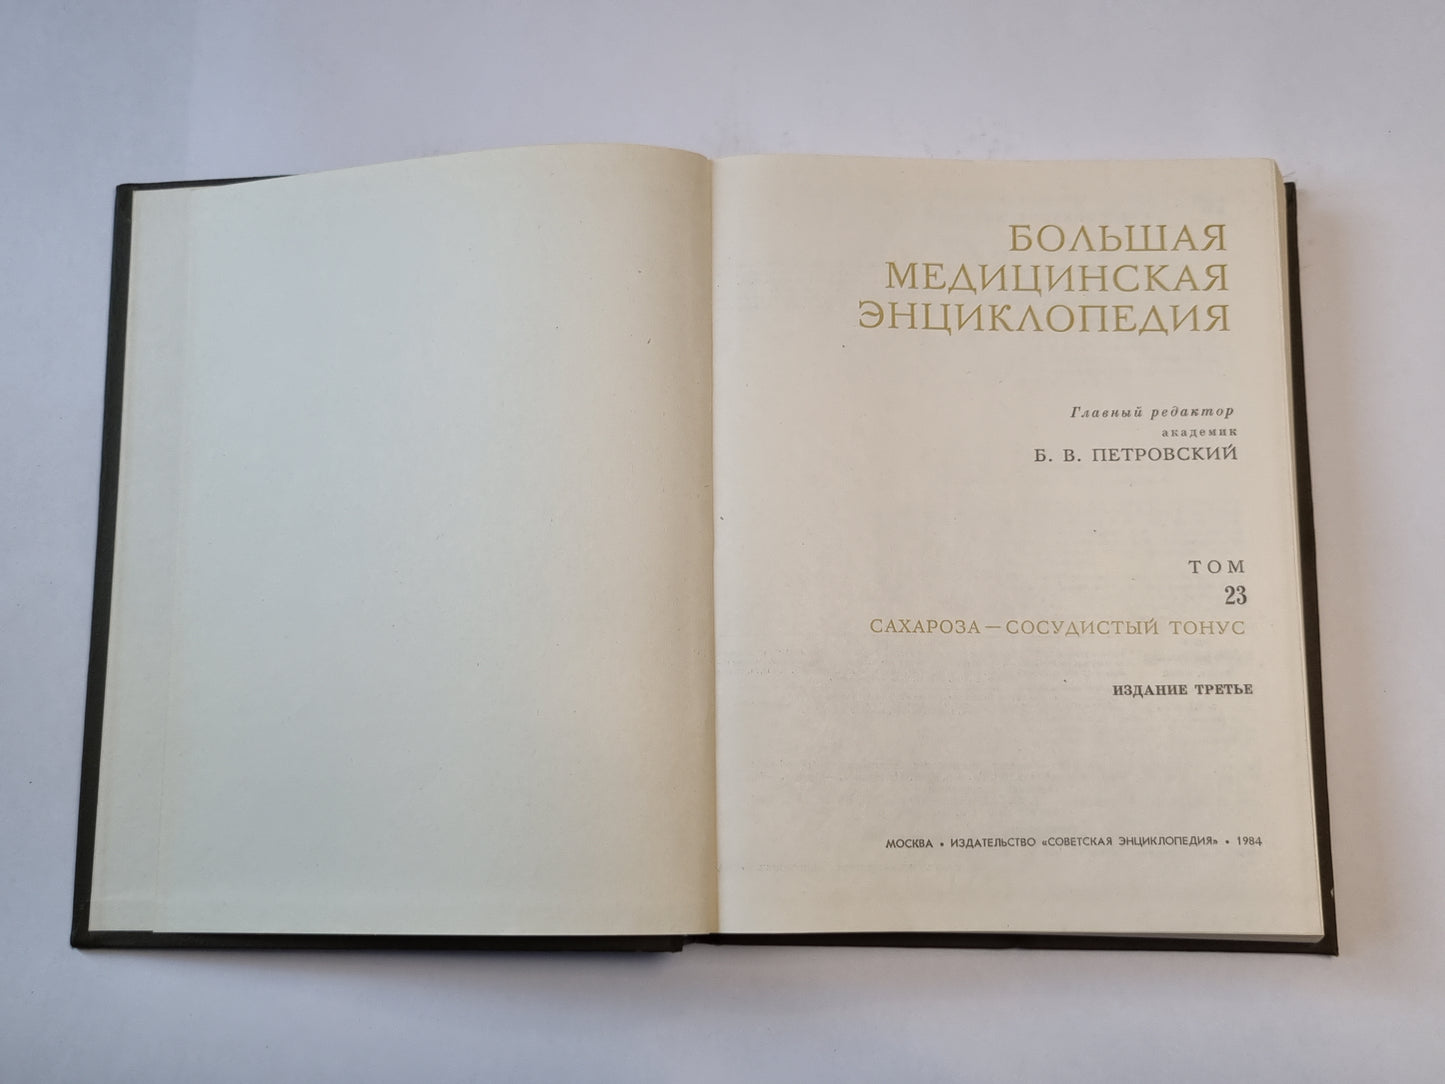 БОЛЬШАЯ
МЕДИЦИНСКАЯ
ЭНЦИКЛОПЕДИЯ
Главный редактор
академик
Б. В. ПЕТРОВСКИЙ
ТОМ
23
САХАРОЗА — СОСУДИСТЫЙ ТОНУС
ИЗДАНИЕ ТРЕТЬЕ
МОСКВА • ИЗДАТЕЛЬСТВО «СОВЕТСКАЯ ЭНЦИКЛОПЕДИЯ» • 1984